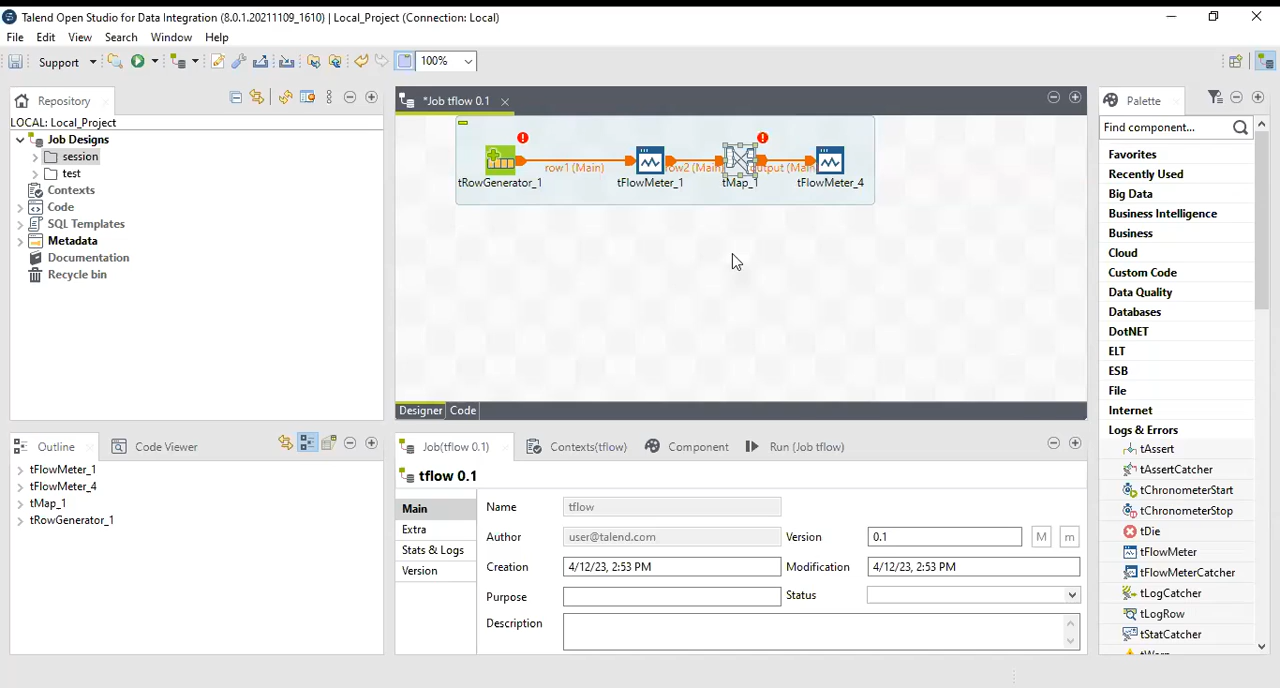 Talend Open Studio for Data Integration (8.0.1.20211109_1610) | Local_Project (Connection: Local)
File Edit View Search Window Help
Support 100%
Repository
LOCAL: Local_Project
Job Designs
session
test
Contexts
Code
SQL Templates
Metadata
Documentation
Recycle bin
*Job tflow 0.1
row1 (Main) row2 (Main) output (Main)
tRowGenerator_1 tFlowMeter_1 tMap_1 tFlowMeter_4
Designer Code
Palette
Find component...
Favorites
Recently Used
Big Data
Business Intelligence
Business
Cloud
Custom Code
Data Quality
Databases
DotNET
ELT
ESB
File
Internet
Logs & Errors
tAssert
tAssertCatcher
tChronometerStart
tChronometerStop
tDie
tFlowMeter
tFlowMeterCatcher
tLogCatcher
tLogRow
tStatCatcher
tWarn
Outline Code Viewer
tFlowMeter_1
tFlowMeter_4
tMap_1
tRowGenerator_1
Job(tflow 0.1) Contexts(tflow) Component Run (Job tflow)
tflow 0.1
Main
Extra
Stats & Logs
Version
Name tflow
Author user@talend.com Version 0.1 M m
Creation 4/12/23, 2:53 PM Modification 4/12/23, 2:53 PM
Purpose Status
Description